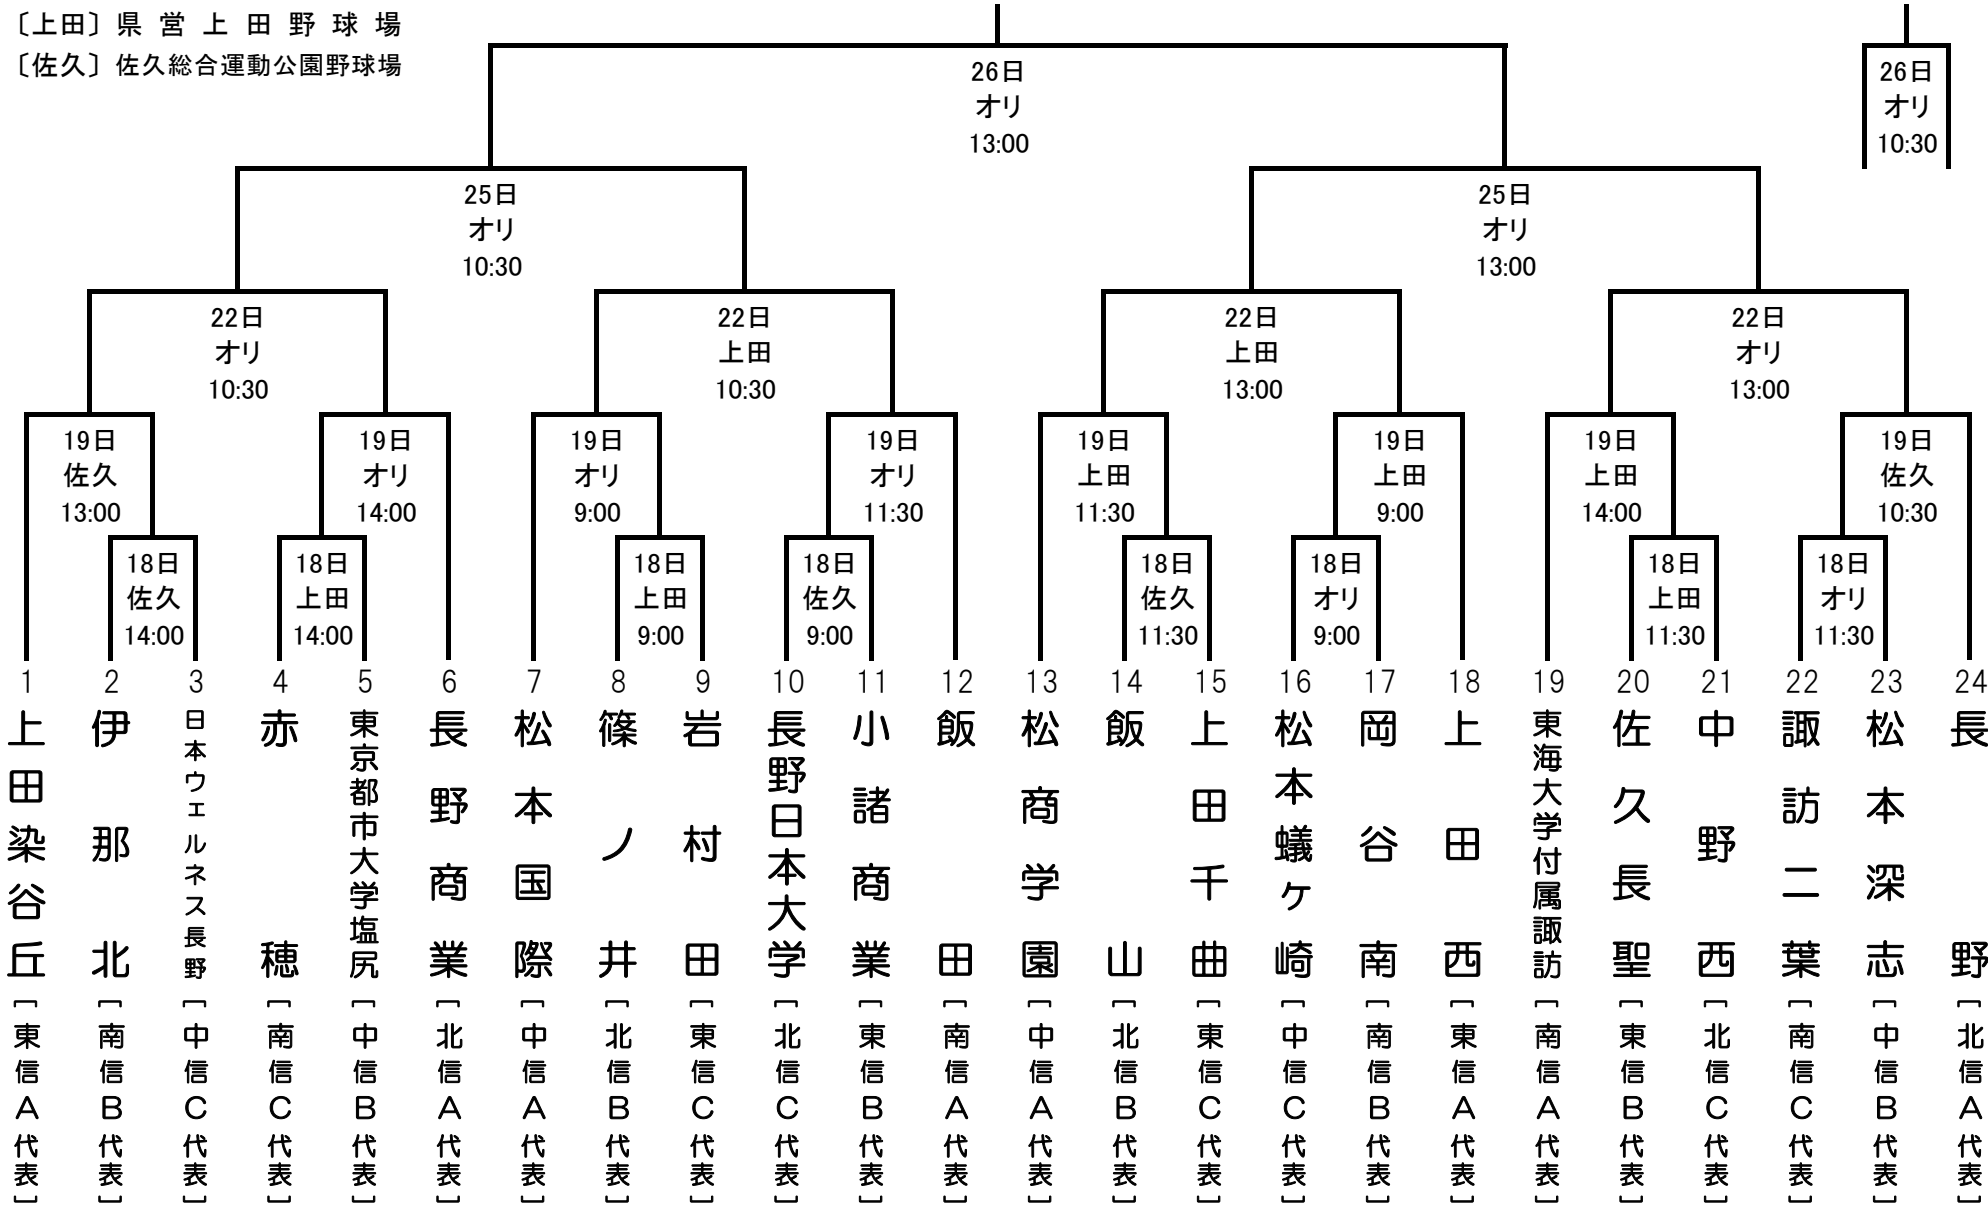 〔上田〕県営上田野球場
〔佐久〕佐久総合運動公園野球場
26日
オリ
13:00
26日
オリ
10:30
25日
オリ
10:30
25日
オリ
13:00
22日
オリ
10:30
22日
上田
10:30
22日
上田
13:00
22日
オリ
13:00
19日
佐久
13:00
19日
オリ
14:00
19日
オリ
9:00
19日
オリ
11:30
19日
上田
11:30
19日
上田
9:00
19日
上田
14:00
19日
佐久
10:30
18日
佐久
14:00
18日
上田
14:00
18日
上田
9:00
18日
佐久
9:00
18日
佐久
11:30
18日
オリ
9:00
18日
上田
11:30
18日
オリ
11:30
1 上田染谷丘［東信A代表］
2 伊那北［南信B代表］
3 日本ウェルネス長野［中信C代表］
4 赤穂［南信C代表］
5 東京都市大学塩尻［中信B代表］
6 長野商業［北信A代表］
7 松本国際［中信A代表］
8 篠ノ井［北信B代表］
9 岩村田［東信C代表］
10 長野日本大学［北信C代表］
11 小諸商業［東信B代表］
12 飯田［南信A代表］
13 松商学園［中信A代表］
14 飯山［北信B代表］
15 上田千曲［東信C代表］
16 松本蟻ケ崎［中信C代表］
17 岡谷南［南信B代表］
18 上田西［東信A代表］
19 東海大学付属諏訪［南信A代表］
20 佐久長聖［東信B代表］
21 中野西［北信C代表］
22 諏訪二葉［南信C代表］
23 松本深志［中信B代表］
24 長野［北信A代表］